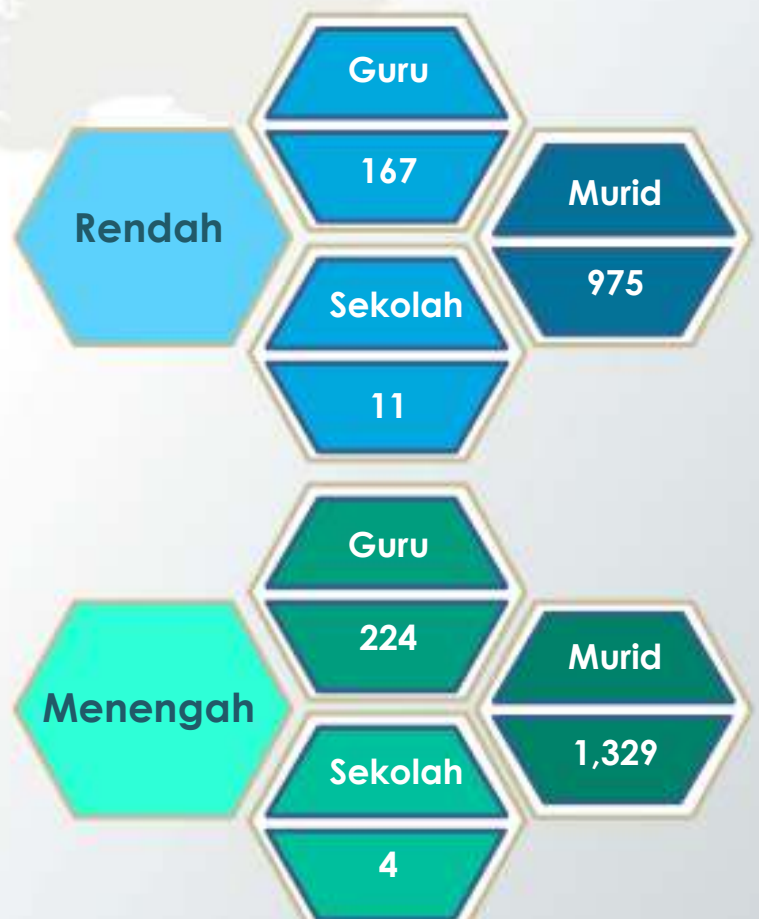 Rendah
Guru
167
Sekolah
11
Murid
975
Menengah
Guru
224
Sekolah
4
Murid
1,329